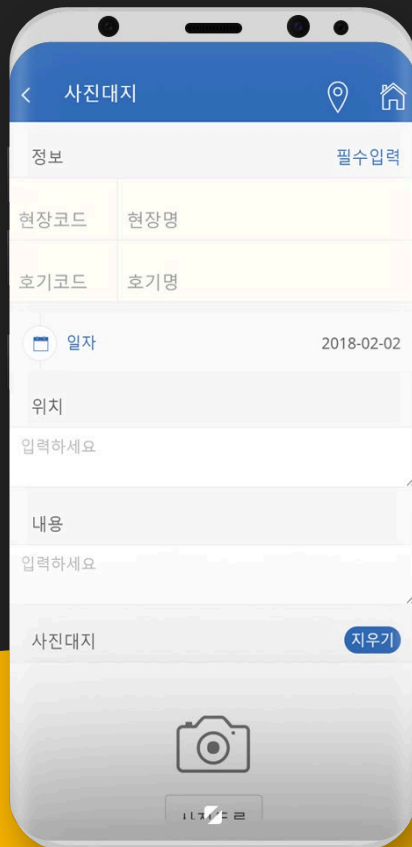 사진대지
정보 필수입력
현장코드 현장명
호기코드 호기명
일자 2018-02-02
위치
입력하세요
내용
입력하세요
사진대지 지우기